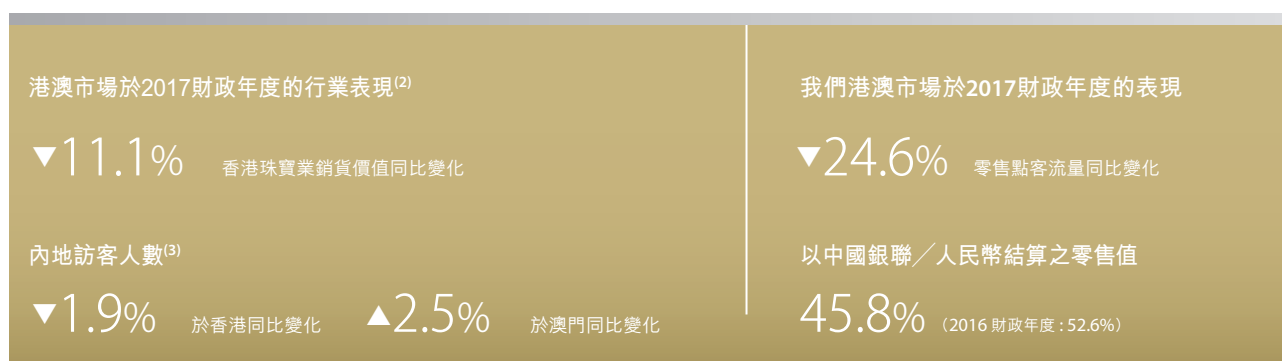 港澳市場於2017財政年度的行業表現(2)
▼11.1% 香港珠寶業銷貨價值同比變化
內地訪客人數(3)
▼1.9% 於香港同比變化 ▲2.5% 於澳門同比變化
我們港澳市場於2017財政年度的表現
▼24.6% 零售點客流量同比變化
以中國銀聯╱人民幣結算之零售值
45.8% （2016 財政年度 : 52.6%）